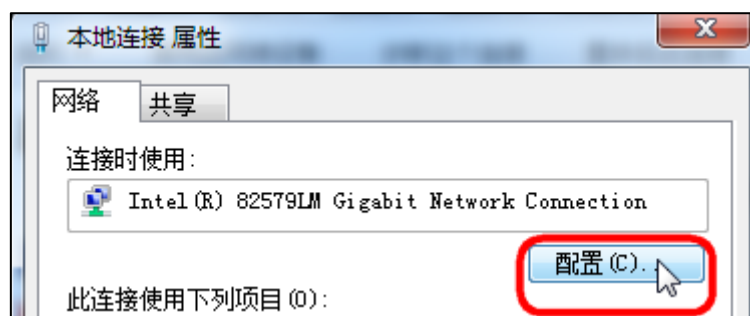 本地连接 属性
网络 共享
连接时使用:
Intel(R) 82579LM Gigabit Network Connection
配置(C)...
此连接使用下列项目(O):